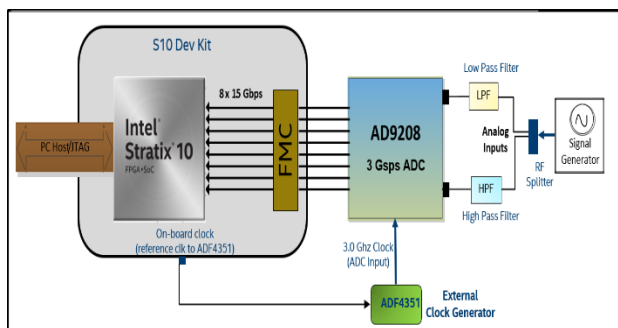 S10 Dev Kit
8 x 15 Gbps
Intel®
Stratix® 10
FPGA+SoC
PC Host/JTAG
FMC
On-board clock
(reference clk to ADF4351)
AD9208
3 Gsps ADC
3.0 Ghz Clock
(ADC Input)
ADF4351
External
Clock Generator
Low Pass Filter
LPF
Analog
Inputs
HPF
High Pass Filter
RF
Splitter
Signal
Generator